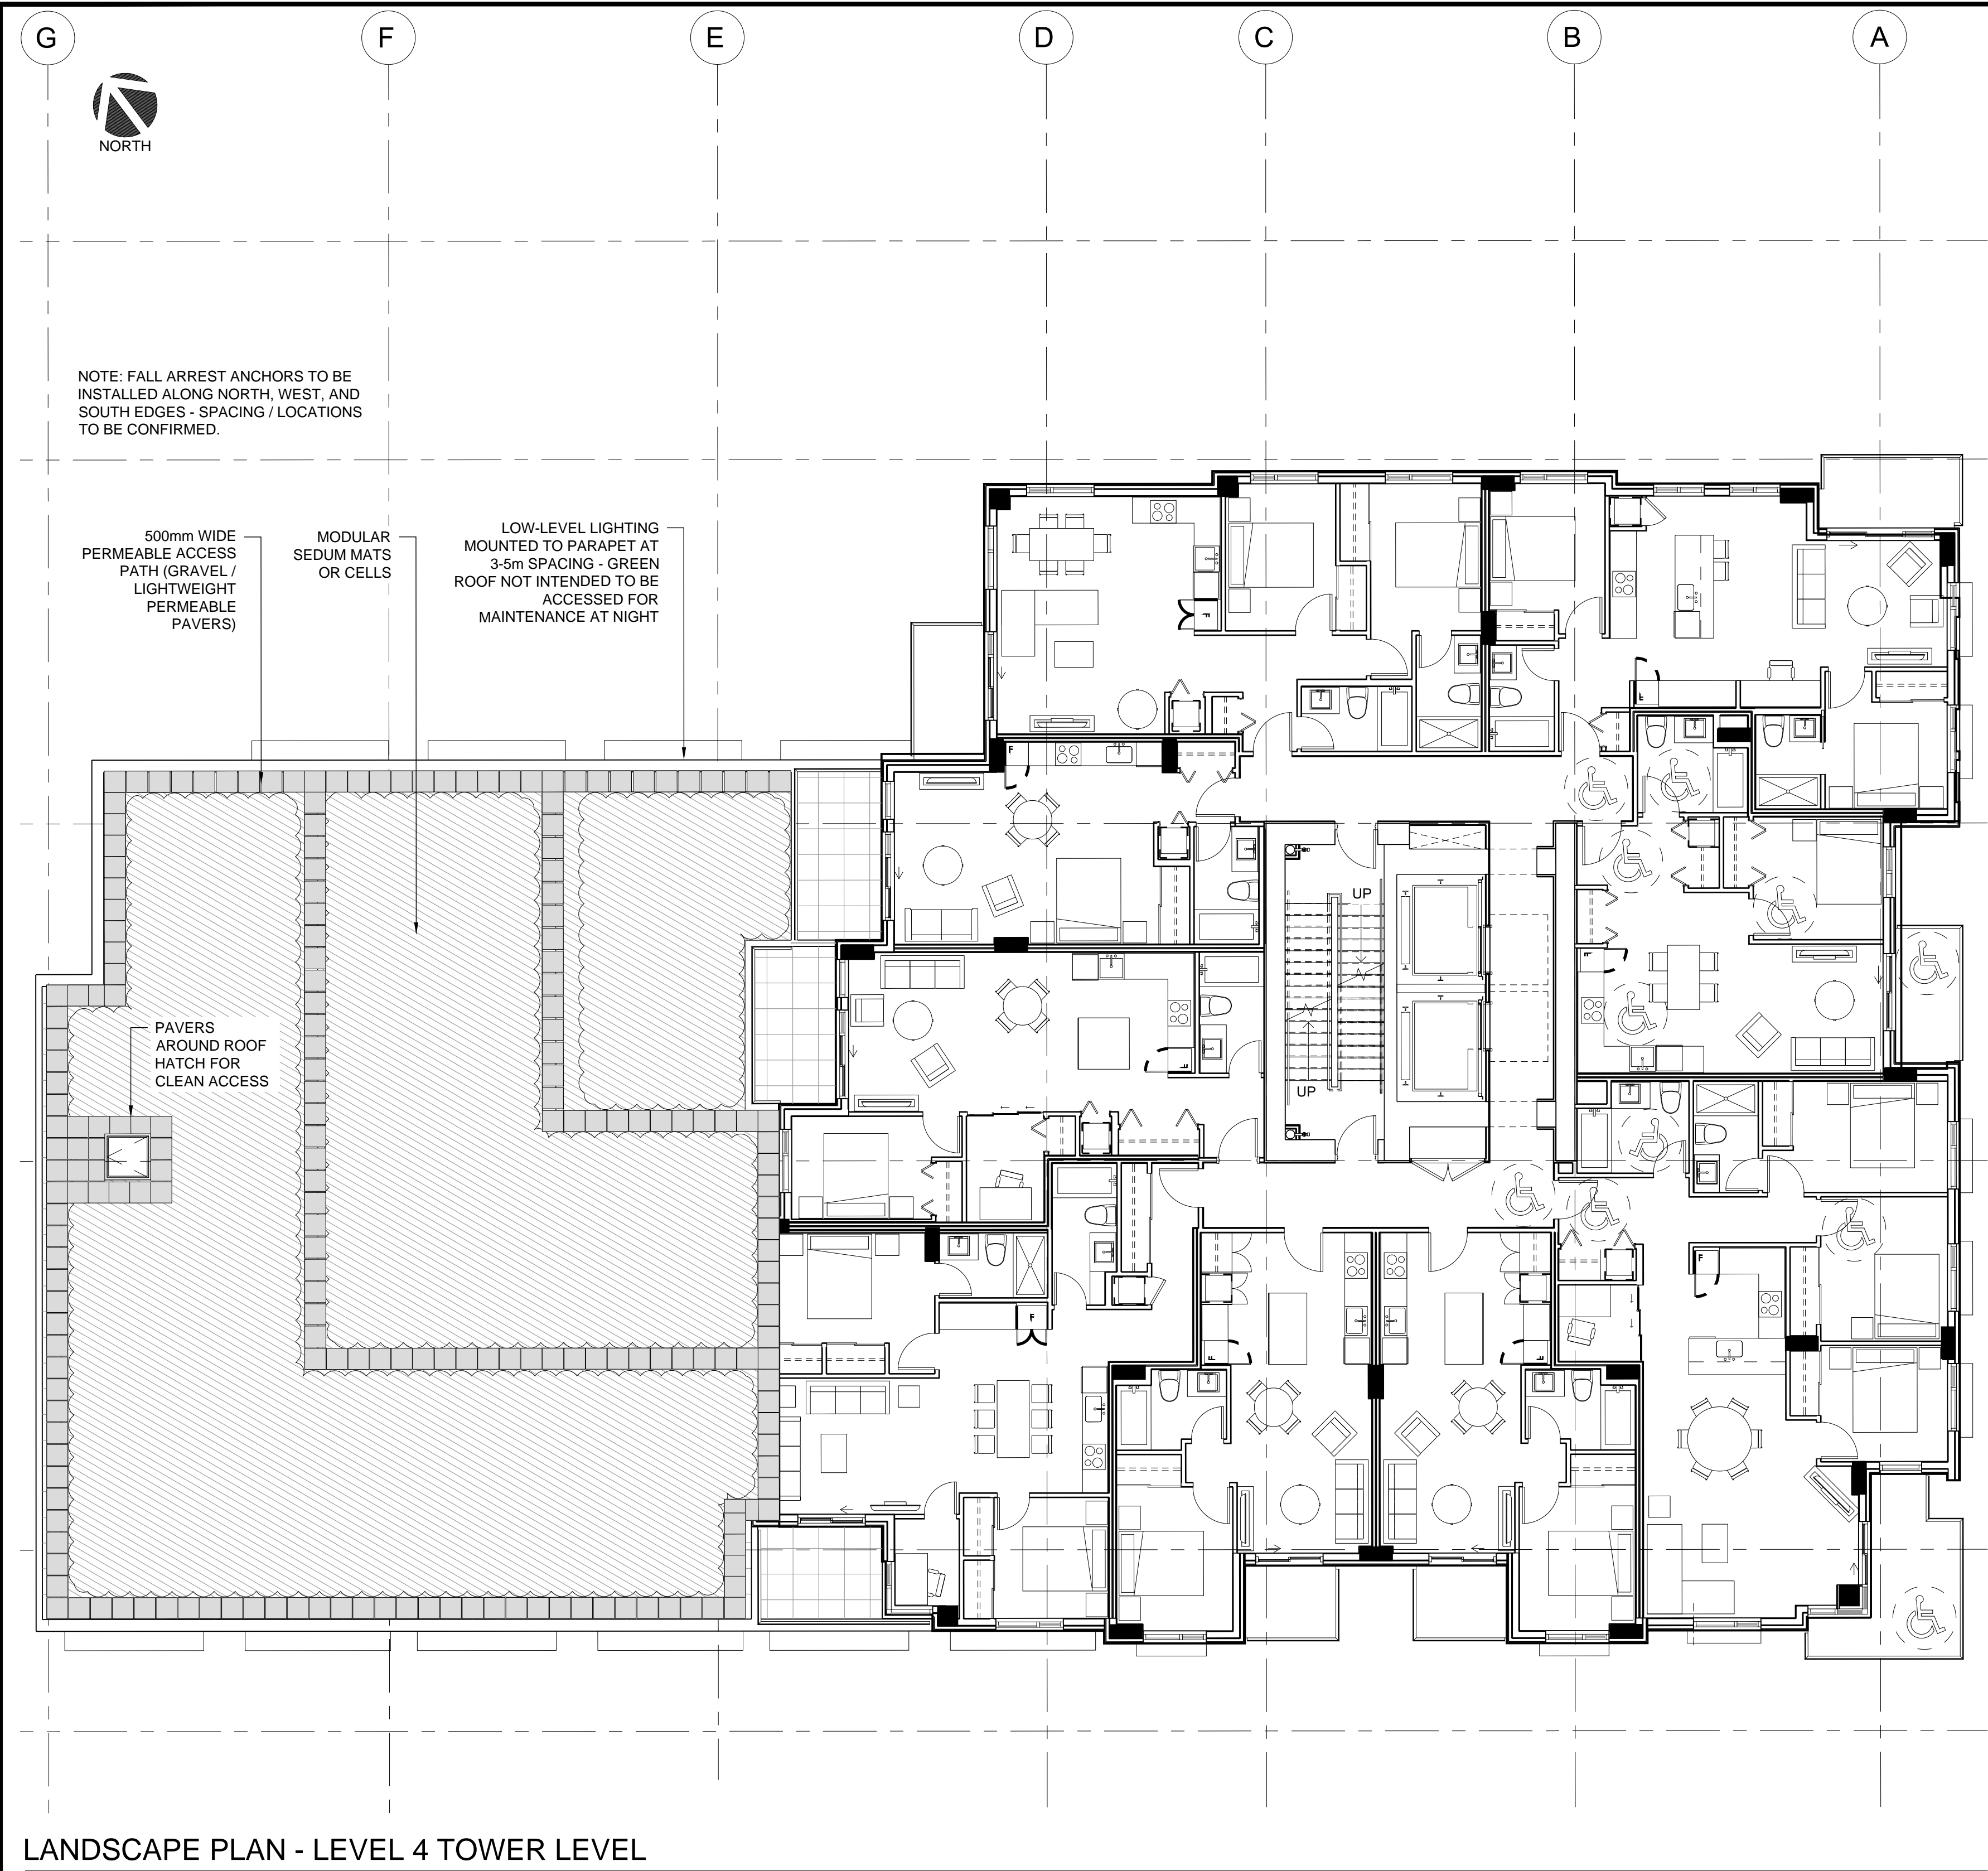 G F E D C B A
NORTH
NOTE: FALL ARREST ANCHORS TO BE
INSTALLED ALONG NORTH, WEST, AND
SOUTH EDGES - SPACING / LOCATIONS
TO BE CONFIRMED.
500mm WIDE
PERMEABLE ACCESS
PATH (GRAVEL /
LIGHTWEIGHT
PERMEABLE
PAVERS)
MODULAR
SEDUM MATS
OR CELLS
LOW-LEVEL LIGHTING
MOUNTED TO PARAPET AT
3-5m SPACING - GREEN
ROOF NOT INTENDED TO BE
ACCESSED FOR
MAINTENANCE AT NIGHT
F
F
F
UP
F
PAVERS
AROUND ROOF
HATCH FOR
CLEAN ACCESS
F
UP
F
F
F
F
LANDSCAPE PLAN - LEVEL 4 TOWER LEVEL